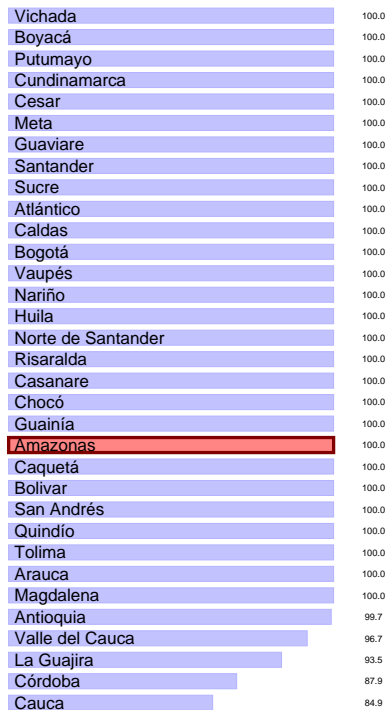 Vichada 100.0
Boyacá 100.0
Putumayo 100.0
Cundinamarca 100.0
Cesar 100.0
Meta 100.0
Guaviare 100.0
Santander 100.0
Sucre 100.0
Atlántico 100.0
Caldas 100.0
Bogotá 100.0
Vaupés 100.0
Nariño 100.0
Huila 100.0
Norte de Santander 100.0
Risaralda 100.0
Casanare 100.0
Chocó 100.0
Guainía 100.0
Amazonas 100.0
Caquetá 100.0
Bolivar 100.0
San Andrés 100.0
Quindío 100.0
Tolima 100.0
Arauca 100.0
Magdalena 100.0
Antioquia 99.7
Valle del Cauca 96.7
La Guajira 93.5
Córdoba 87.9
Cauca 84.9